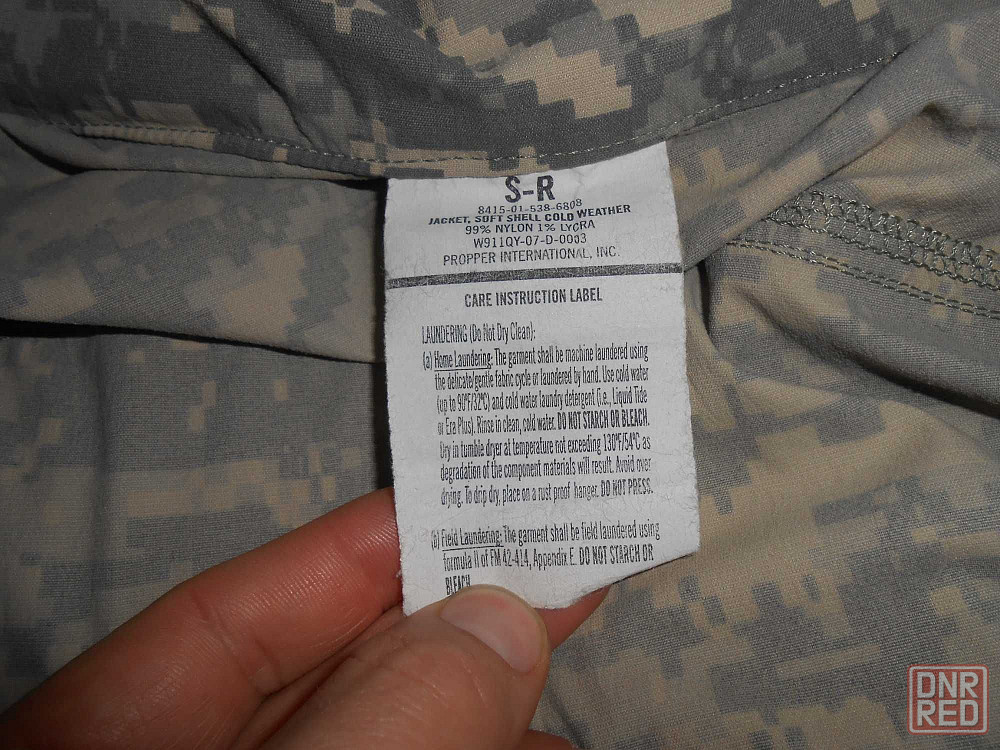 S-R
8415-01-538-6808
JACKET, SOFT SHELL COLD WEATHER
99% NYLON 1% LYCRA
W911QY-07-D-0003
PROPPER INTERNATIONAL, INC.
CARE INSTRUCTION LABEL
LAUNDERING (Do Not Dry Clean):
(a) Home Laundering: The garment shall be machine laundered using
the delicate/gentle fabric cycle or laundered by hand. Use cold water
(up to 90°F/32°C) and cold water laundry detergent (i.e., Liquid Tide
or Era Plus). Rinse in clean, cold water. DO NOT STARCH OR BLEACH.
Dry in tumble dryer at temperature not exceeding 130°F/54°C as
degradation of the component materials will result. Avoid over
drying. To drip dry, place on a rust proof hanger. DO NOT PRESS.
(b) Field Laundering: The garment shall be field laundered using
formula II of FM 42-414, Appendix E. DO NOT STARCH OR
BLEACH
DNR
RED